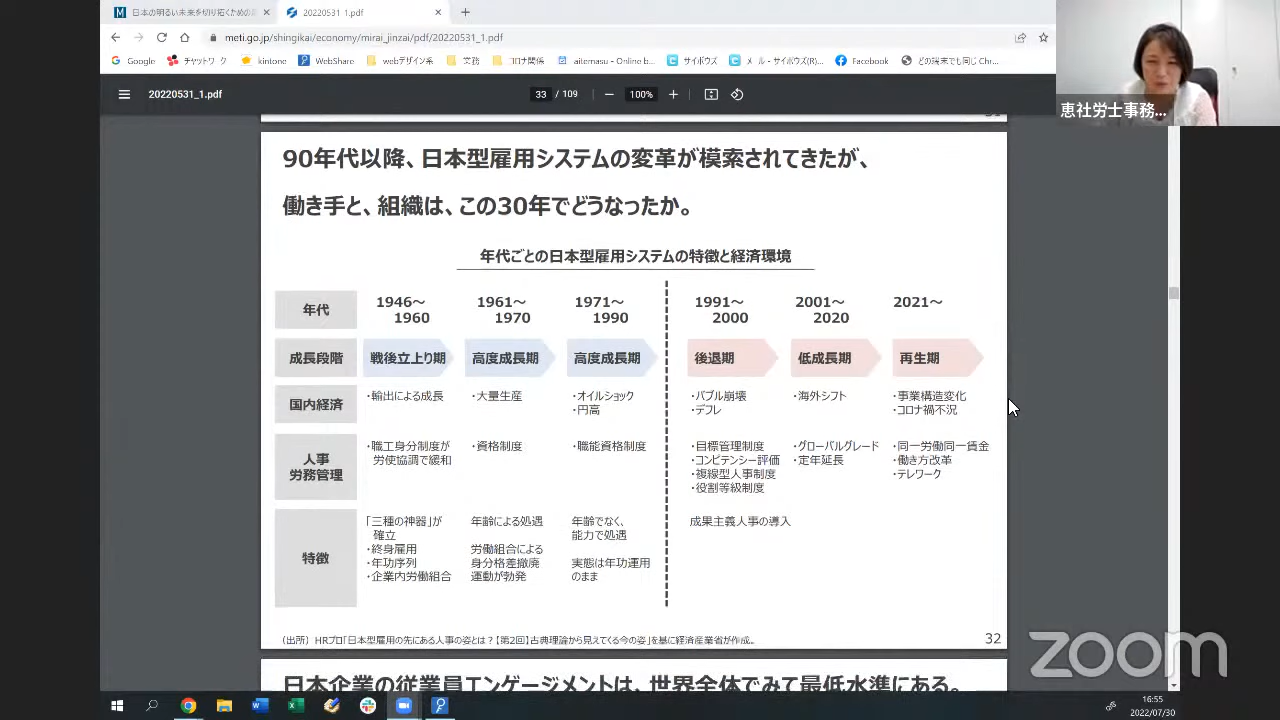 日本の明るい未来を切り拓くための
20220531_1.pdf
meti.go.jp/shingikai/economy/mirai_jinzai/pdf/20220531_1.pdf
Google チャットワーク kintone WebShare webデザイン系 労務 コロナ関係 aitemasu - Online b... サイボウズ メール - サイボウズ(R)... Facebook どの端末でも同じ Chr...
20220531_1.pdf 33 / 109 100%
恵社労士事務...
90年代以降、日本型雇用システムの変革が模索されてきたが、
働き手と、組織は、この30年でどうなったか。
年代ごとの日本型雇用システムの特徴と経済環境
年代 1946～1960 1961～1970 1971～1990 1991～2000 2001～2020 2021～
成長段階 戦後立上り期 高度成長期 高度成長期 後退期 低成長期 再生期
国内経済 ・輸出による成長 ・大量生産 ・オイルショック ・バブル崩壊 ・海外シフト ・事業構造変化
・円高 ・デフレ ・コロナ禍不況
人事
労務管理
・職工身分制度が ・資格制度 ・職能資格制度 ・目標管理制度 ・グローバルグレード ・同一労働同一賃金
労使協調で緩和 ・コンピテンシー評価 ・定年延長 ・働き方改革
・複線型人事制度 ・テレワーク
・役割等級制度
特徴
「三種の神器」が 年齢による処遇 年齢でなく、 成果主義人事の導入
確立 能力で処遇
・終身雇用 労働組合による
・年功序列 身分格差撤廃 実態は年功運用
・企業内労働組合 運動が勃発 のまま
（出所）HRプロ「日本型雇用の先にある人事の姿とは？【第2回】古典理論から見えてくる今の姿」を基に経済産業省が作成。
32
日本企業の従業員エンゲージメントは、世界全体でみて最低水準にある。
zoom
16:55
2022/07/30